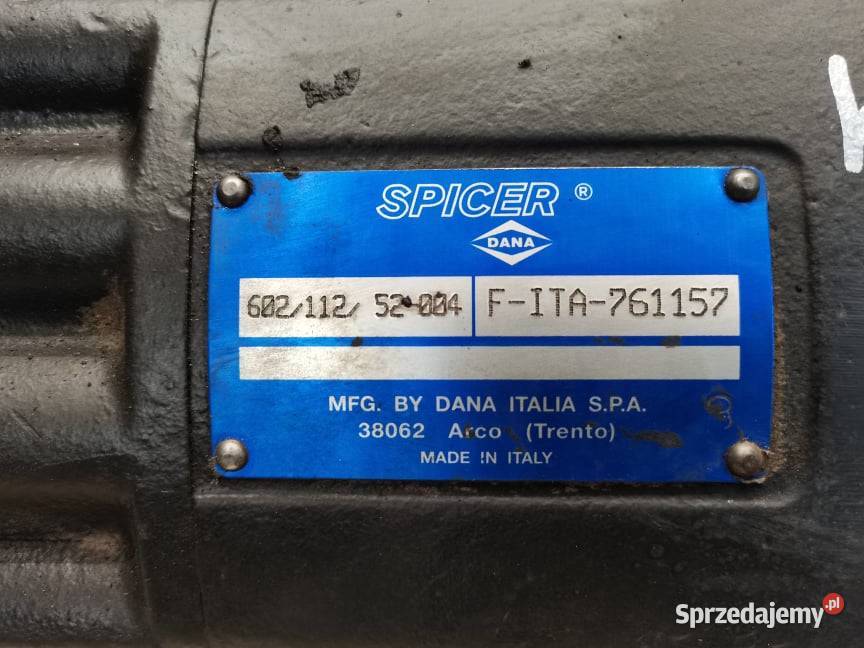 SPICER ®
DANA
602/112/ 52-004 F-ITA-761157
MFG. BY DANA ITALIA S.P.A.
38062 Arco (Trento)
MADE IN ITALY
Sprzedajemy.pl